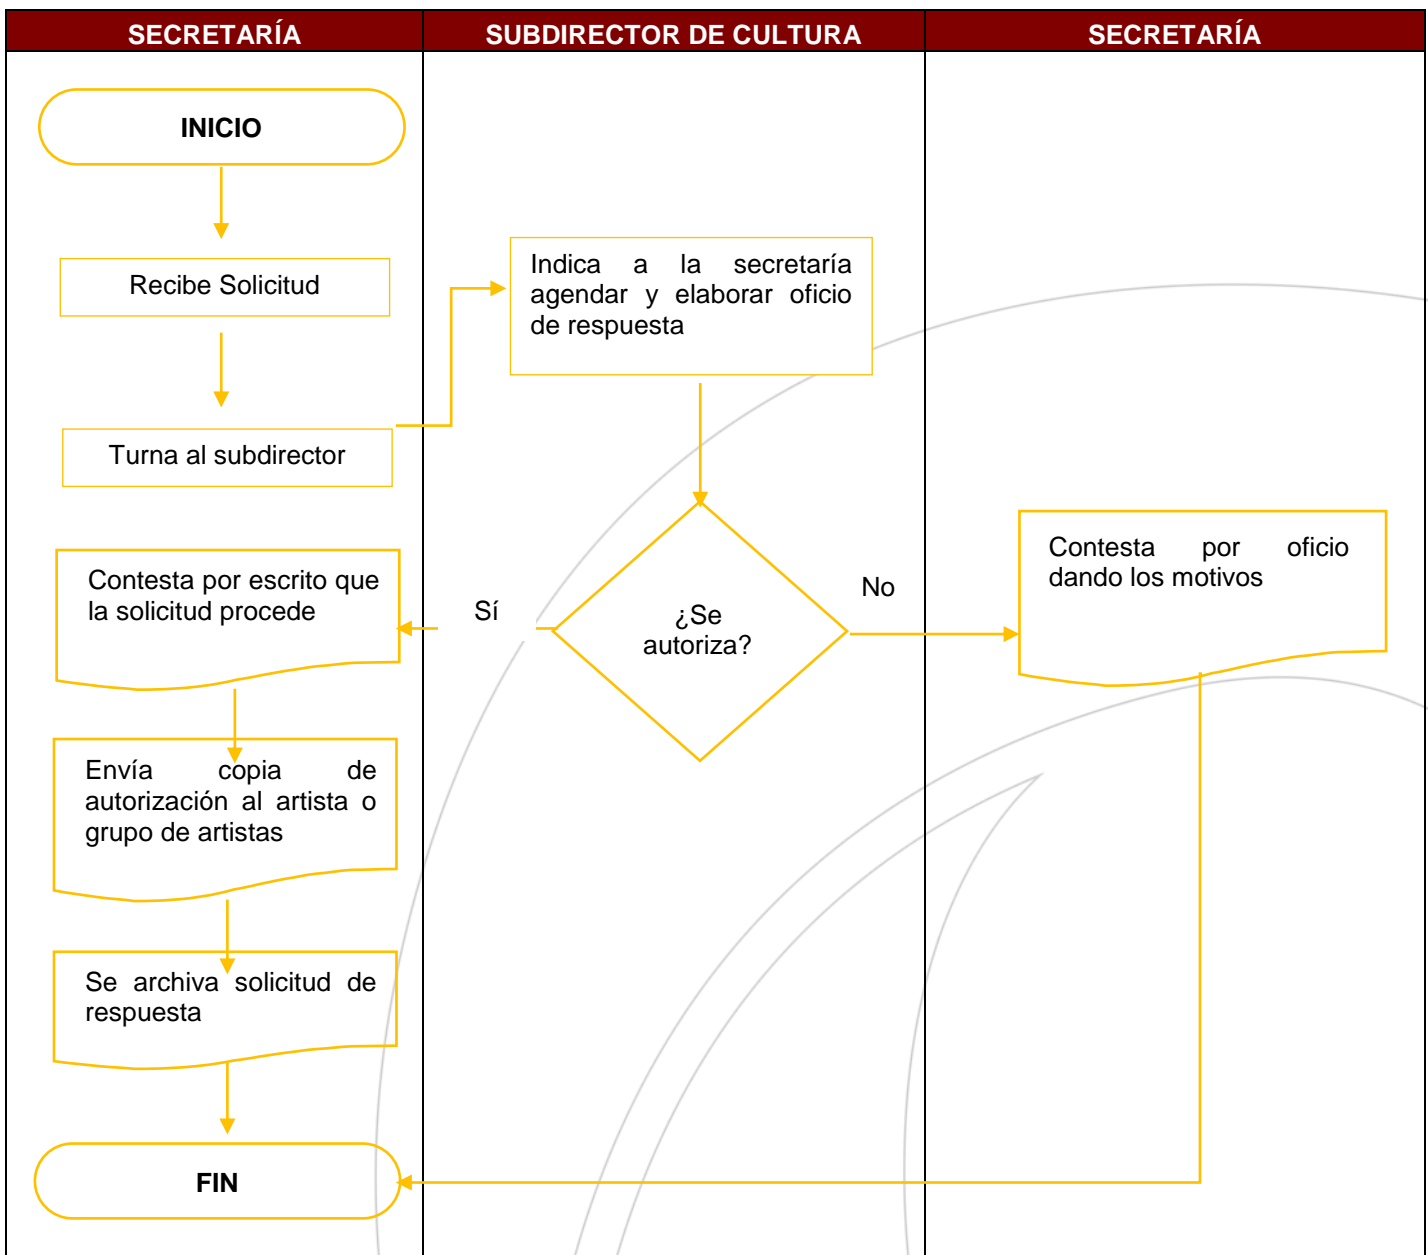 SECRETARÍA
SUBDIRECTOR DE CULTURA
SECRETARÍA
INICIO
Recibe Solicitud
Turna al subdirector
Indica a la secretaría
agendar y elaborar oficio
de respuesta
¿Se
autoriza?
Sí
No
Contesta por escrito que
la solicitud procede
Envía copia de
autorización al artista o
grupo de artistas
Se archiva solicitud de
respuesta
Contesta por oficio
dando los motivos
FIN